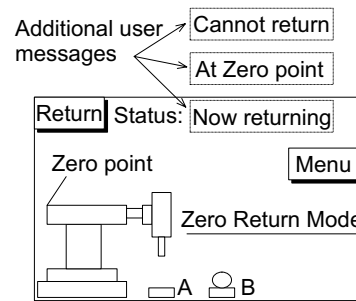 Additional user
messages
Cannot return
At Zero point
Return Status: Now returning
Zero point
Menu
Zero Return Mode
A B